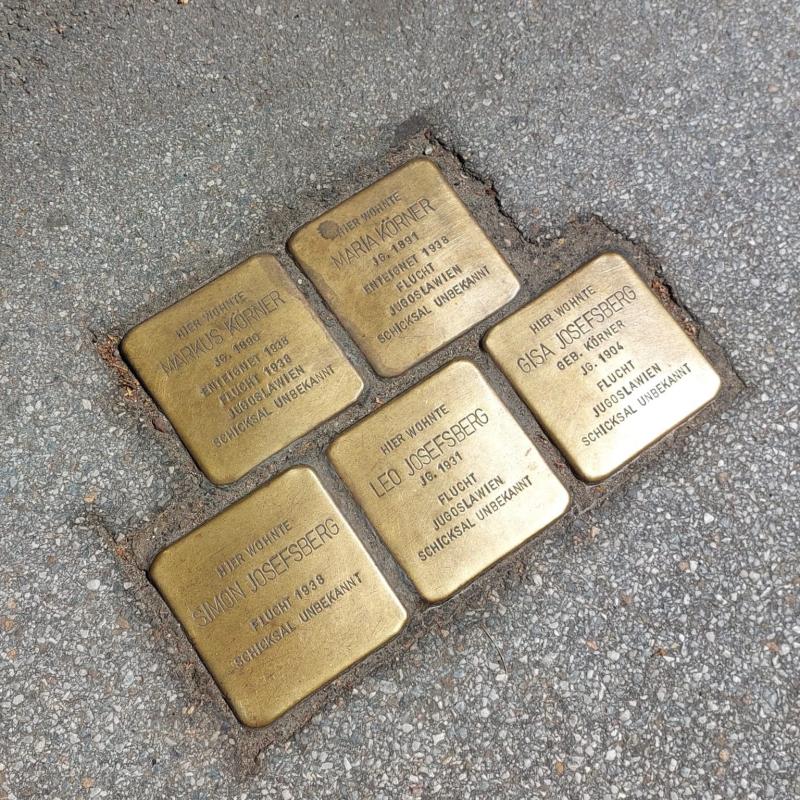 HIER WOHNTE
MARKUS KÖRNER
JG.
ENTEIGNET 1938
FLUCHT 1938
JUGOSLAWIEN
SCHICKSAL UNBEKANNT
HIER WOHNTE
MARIA KÖRNER
JG. 1891
ENTEIGNET 1938
FLUCHT
JUGOSLAWIEN
SCHICKSAL UNBEKANNT
HIER WOHNTE
SIMON JOSEFSBERG
FLUCHT 1938
SCHICKSAL UNBEKANNT
HIER WOHNTE
LEO JOSEFSBERG
JG. 1931
FLUCHT
JUGOSLAWIEN
SCHICKSAL UNBEKANNT
HIER WOHNTE
GISA JOSEFSBERG
GEB. KÖRNER
JG. 1904
FLUCHT
JUGOSLAWIEN
SCHICKSAL UNBEKANNT